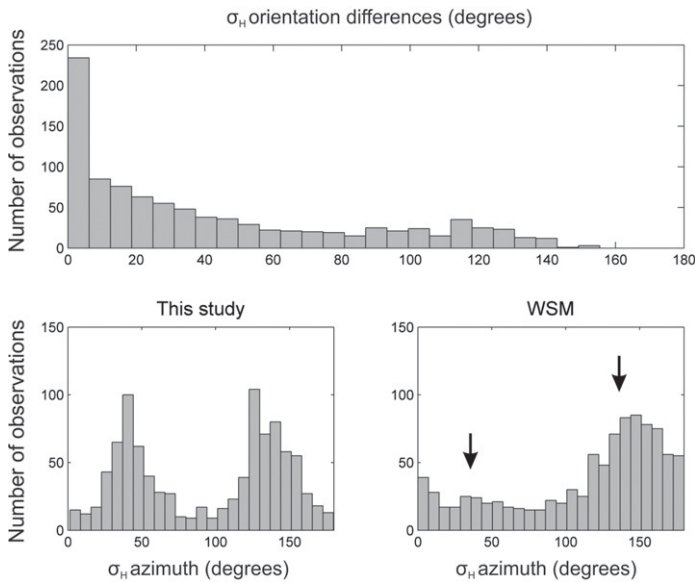 σH orientation differences (degrees)
Number of observations
250
200
150
100
50
0
0 20 40 60 80 100 120 140 160 180
This study
Number of observations
150
100
50
0
0 50 100 150
σH azimuth (degrees)
WSM
150
100
50
0
0 50 100 150
σH azimuth (degrees)